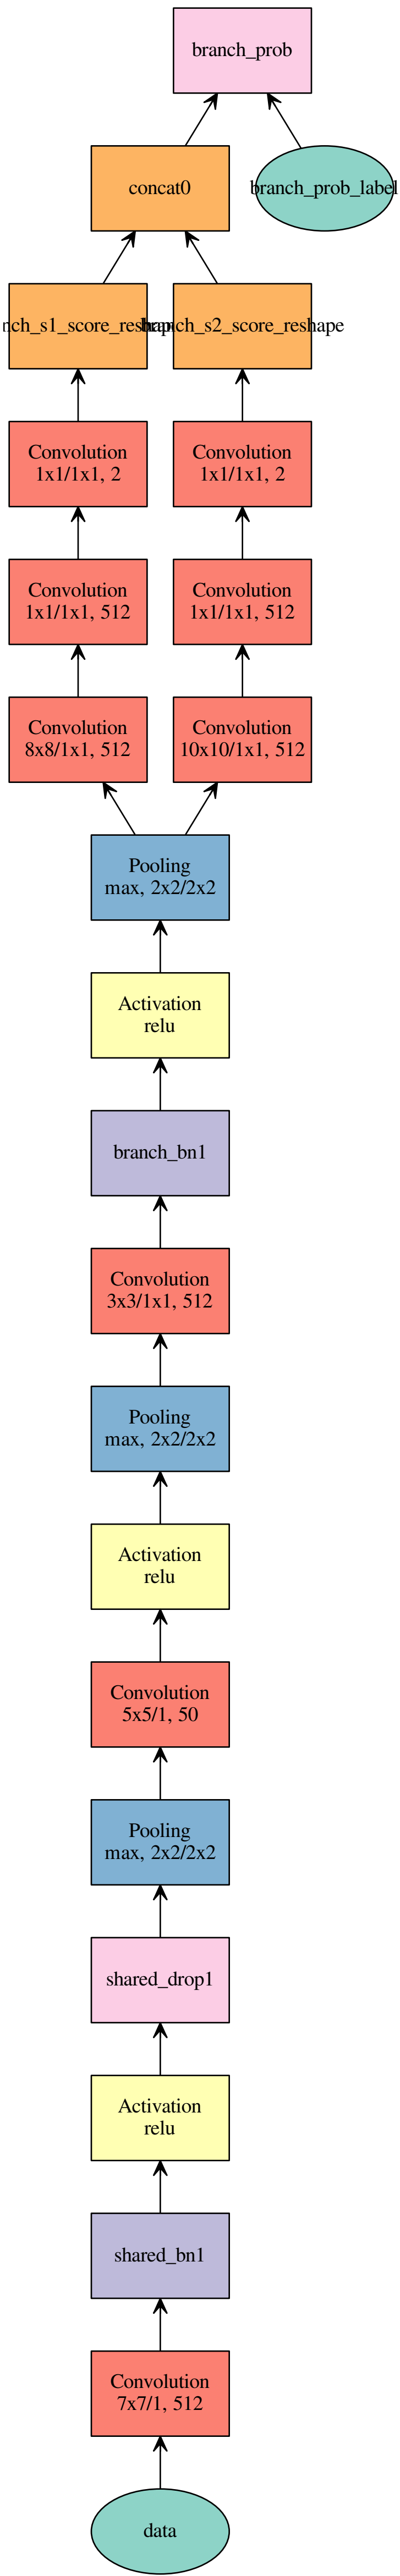 branch_prob
concat0
branch_prob_label
nch_s1_score_reshape
branch_s2_score_reshape
Convolution
1x1/1x1, 2
Convolution
1x1/1x1, 2
Convolution
1x1/1x1, 512
Convolution
1x1/1x1, 512
Convolution
8x8/1x1, 512
Convolution
10x10/1x1, 512
Pooling
max, 2x2/2x2
Activation
relu
branch_bn1
Convolution
3x3/1x1, 512
Pooling
max, 2x2/2x2
Activation
relu
Convolution
5x5/1, 50
Pooling
max, 2x2/2x2
shared_drop1
Activation
relu
shared_bn1
Convolution
7x7/1, 512
data